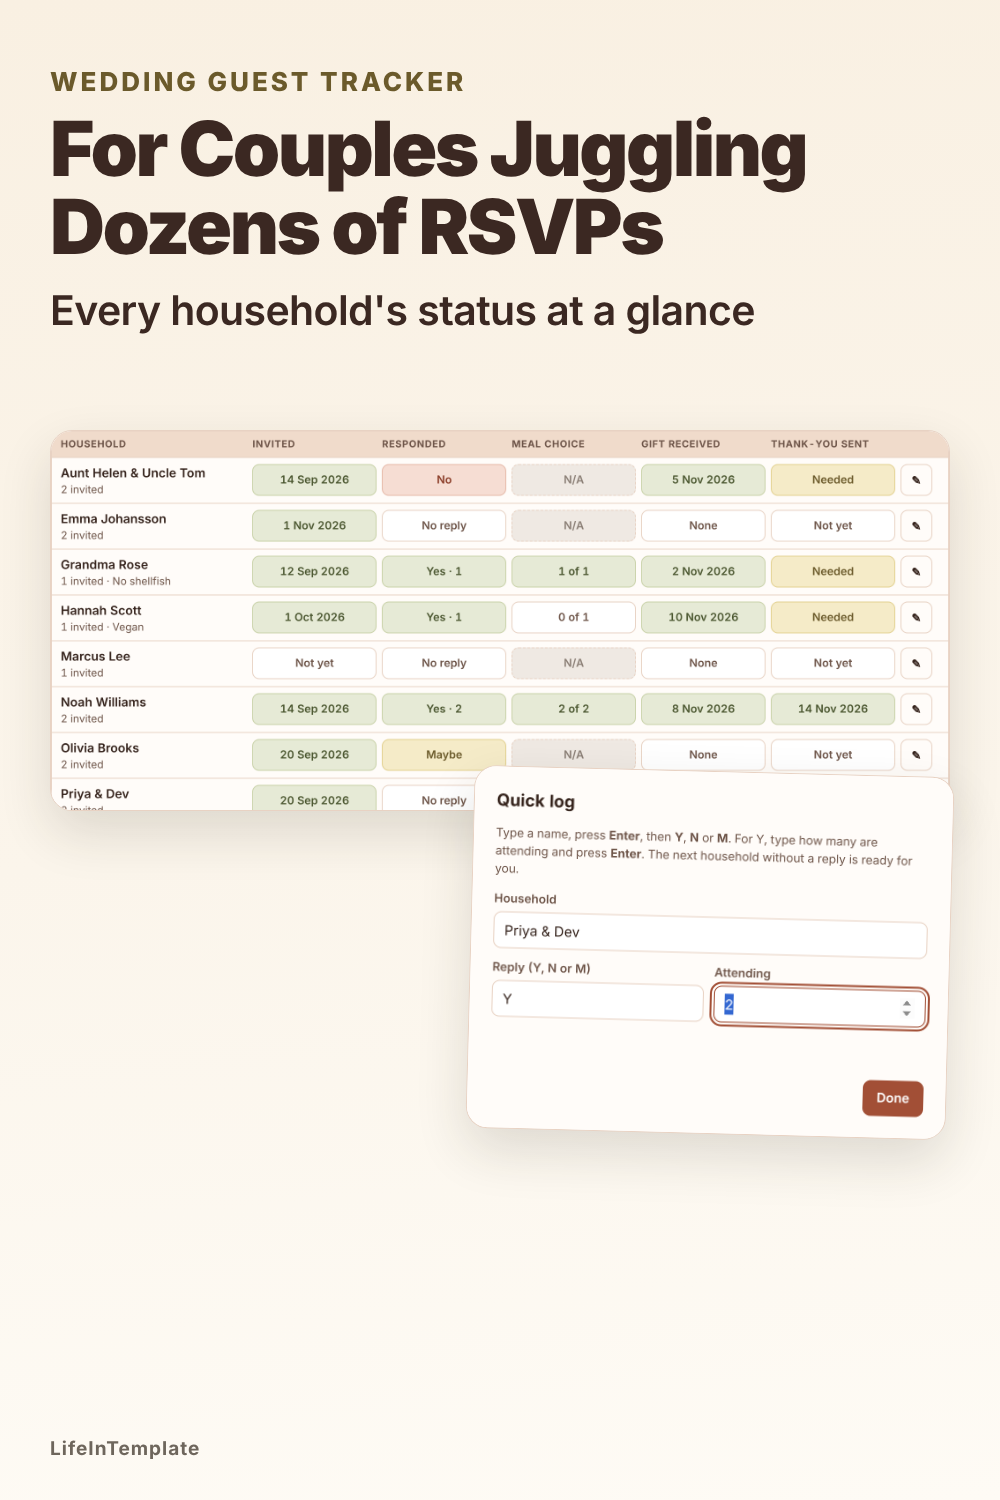 WEDDING GUEST TRACKER
For Couples Juggling
Dozens of RSVPs
Every household's status at a glance
HOUSEHOLD INVITED RESPONDED MEAL CHOICE GIFT RECEIVED THANK-YOU SENT
Aunt Helen & Uncle Tom
2 invited
14 Sep 2026 No N/A 5 Nov 2026 Needed
Emma Johansson
2 invited
1 Nov 2026 No reply N/A None Not yet
Grandma Rose
1 invited · No shellfish
12 Sep 2026 Yes · 1 1 of 1 2 Nov 2026 Needed
Hannah Scott
1 invited · Vegan
1 Oct 2026 Yes · 1 0 of 1 10 Nov 2026 Needed
Marcus Lee
1 invited
Not yet No reply N/A None Not yet
Noah Williams
2 invited
14 Sep 2026 Yes · 2 2 of 2 8 Nov 2026 14 Nov 2026
Olivia Brooks
2 invited
20 Sep 2026 Maybe N/A None Not yet
Priya & Dev
2 invited
20 Sep 2026 No reply
Quick log
Type a name, press Enter, then Y, N or M. For Y, type how many are
attending and press Enter. The next household without a reply is ready for
you.
Household
Priya & Dev
Reply (Y, N or M) Attending
Y 2
Done
LifeInTemplate